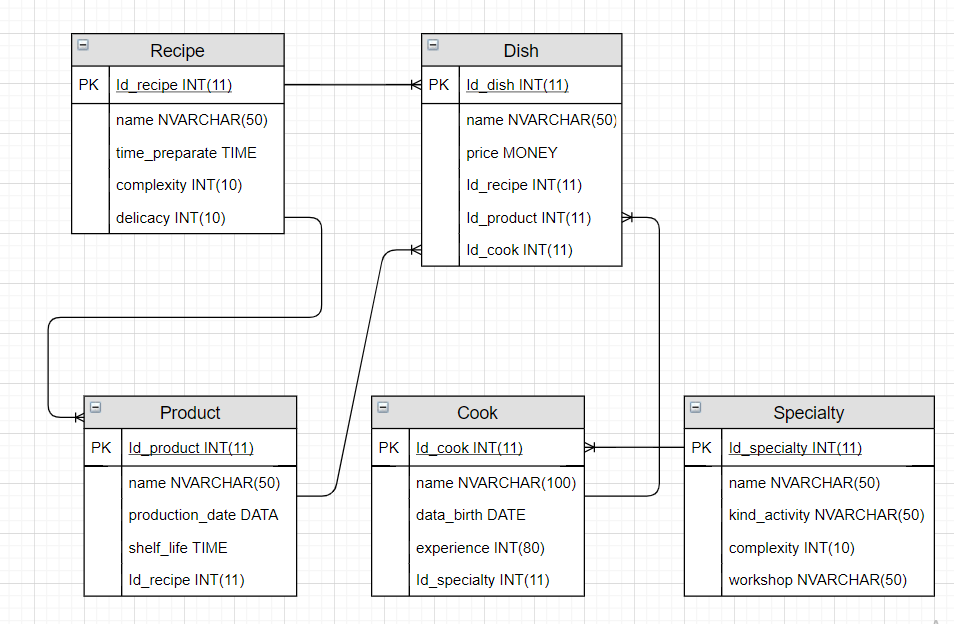 Recipe
PK Id_recipe INT(11)
name NVARCHAR(50)
time_preparate TIME
complexity INT(10)
delicacy INT(10)
Dish
PK Id_dish INT(11)
name NVARCHAR(50)
price MONEY
Id_recipe INT(11)
Id_product INT(11)
Id_cook INT(11)
Product
PK Id_product INT(11)
name NVARCHAR(50)
production_date DATA
shelf_life TIME
Id_recipe INT(11)
Cook
PK Id_cook INT(11)
name NVARCHAR(100)
data_birth DATE
experience INT(80)
Id_specialty INT(11)
Specialty
PK Id_specialty INT(11)
name NVARCHAR(50)
kind_activity NVARCHAR(50)
complexity INT(10)
workshop NVARCHAR(50)